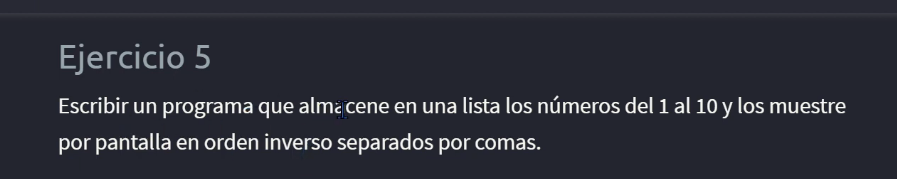 Ejercicio 5
Escribir un programa que almacene en una lista los números del 1 al 10 y los muestre
por pantalla en orden inverso separados por comas.